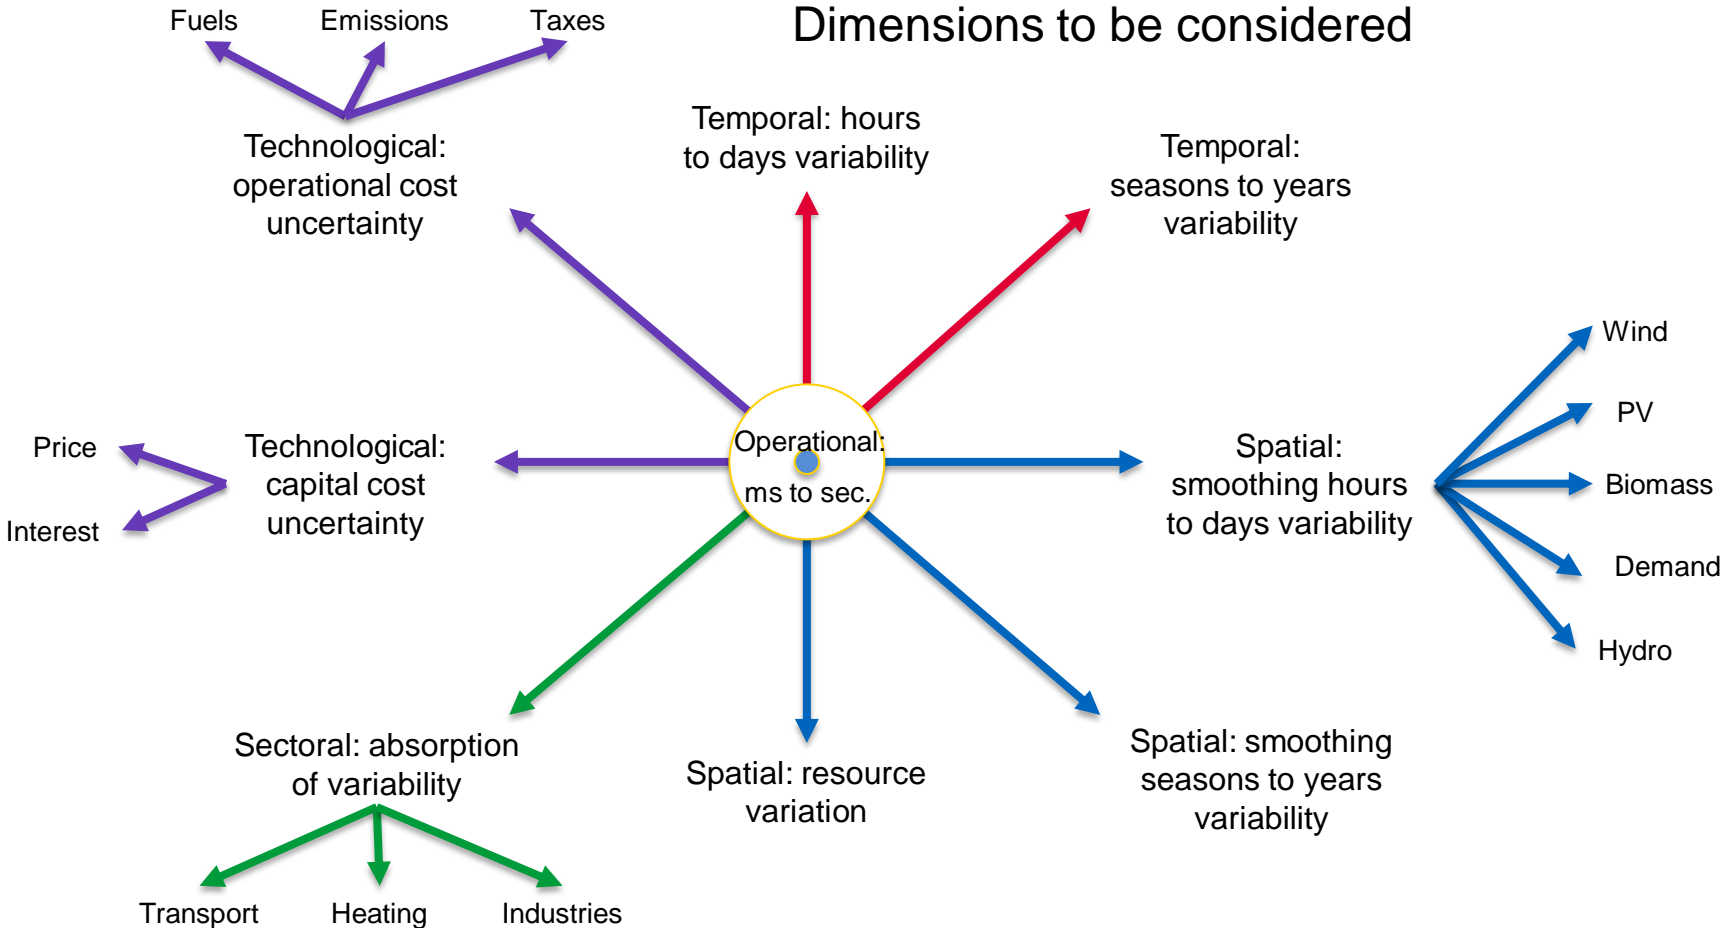 Dimensions to be considered
Fuels
Emissions
Taxes
Technological:
operational cost
uncertainty
Temporal: hours
to days variability
Temporal:
seasons to years
variability
Price
Interest
Technological:
capital cost
uncertainty
Operational:
ms to sec.
Spatial:
smoothing hours
to days variability
Wind
PV
Biomass
Demand
Hydro
Sectoral: absorption
of variability
Spatial: resource
variation
Spatial: smoothing
seasons to years
variability
Transport
Heating
Industries